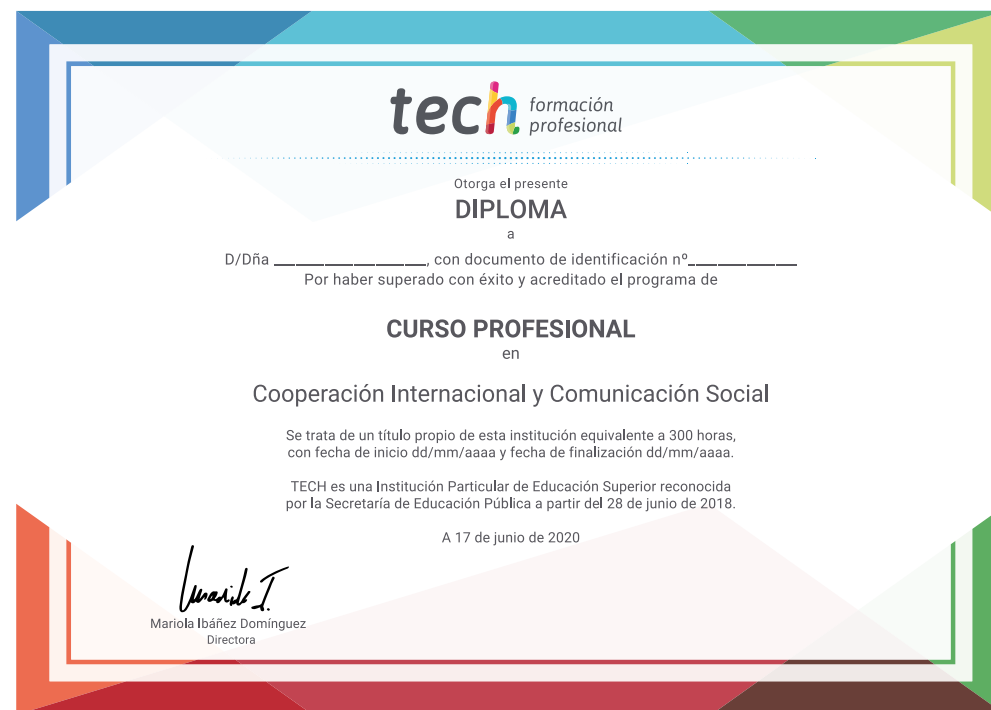 tech formación
profesional
Otorga el presente
DIPLOMA
a
D/Dña ______________, con documento de identificación nº__________
Por haber superado con éxito y acreditado el programa de
CURSO PROFESIONAL
en
Cooperación Internacional y Comunicación Social
Se trata de un título propio de esta institución equivalente a 300 horas,
con fecha de inicio dd/mm/aaaa y fecha de finalización dd/mm/aaaa.
TECH es una Institución Particular de Educación Superior reconocida
por la Secretaría de Educación Pública a partir del 28 de junio de 2018.
A 17 de junio de 2020
Mariola I.
Mariola Ibáñez Domínguez
Directora